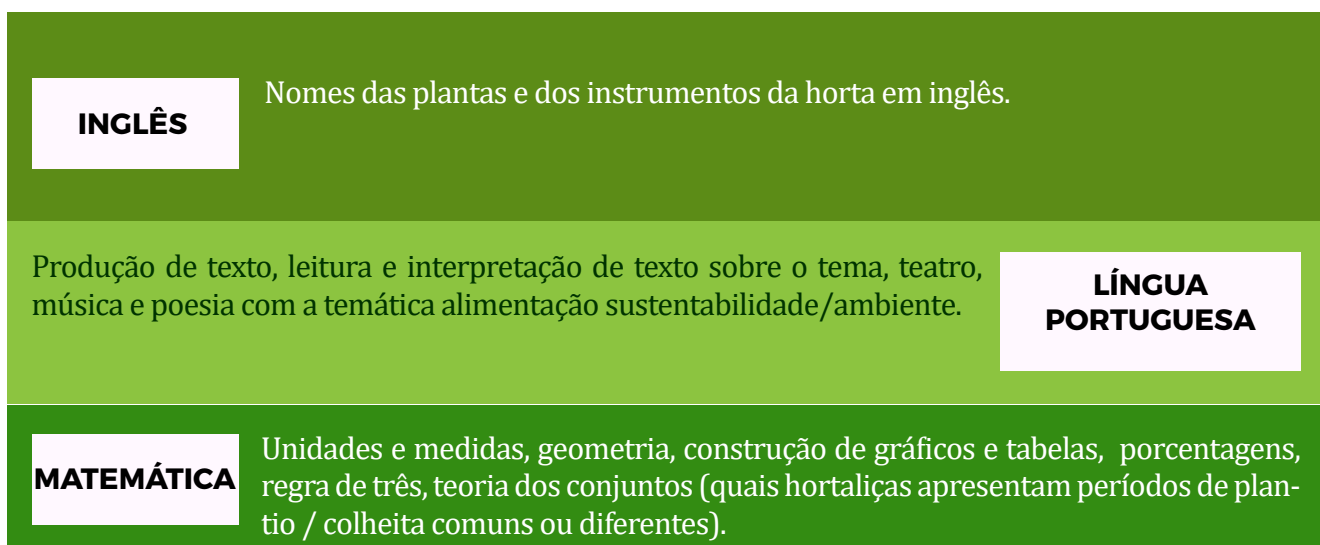 INGLÊS
Nomes das plantas e dos instrumentos da horta em inglês.
Produção de texto, leitura e interpretação de texto sobre o tema, teatro,
música e poesia com a temática alimentação sustentabilidade/ambiente.
LÍNGUA
PORTUGUESA
MATEMÁTICA
Unidades e medidas, geometria, construção de gráficos e tabelas, porcentagens,
regra de três, teoria dos conjuntos (quais hortaliças apresentam períodos de plan-
tio / colheita comuns ou diferentes).